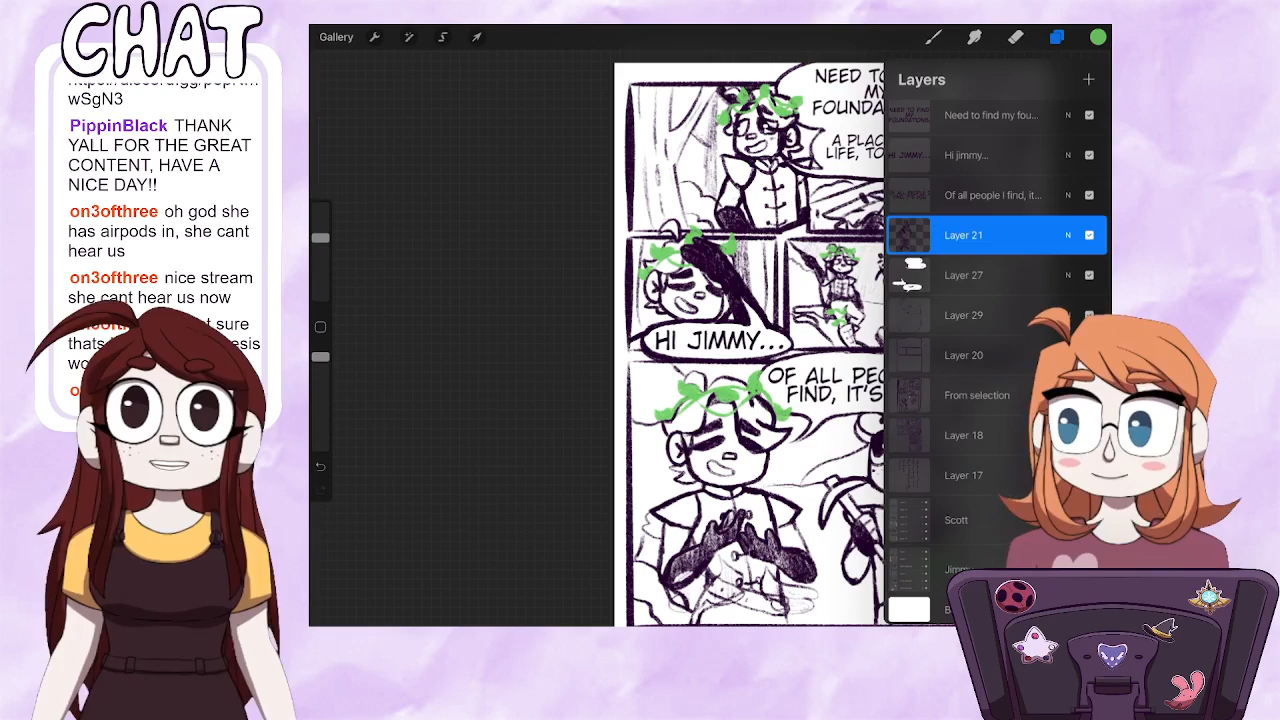 CHAT
wSgN3
PippinBlack THANK
YALL FOR THE GREAT
CONTENT, HAVE A
NICE DAY!!
on3ofthree oh god she
has airpods in, she cant
hear us
on3ofthree nice stream
she cant hear us now
sure
thats
Gallery
NEED TO
MY
FOUNDA
A PLAC
LIFE, TO
HI JIMMY...
OF ALL PEO
FIND, IT'S
Layers
Need to find my fou... N
Hi jimmy... N
Of all people I find, it... N
Layer 21 N
Layer 27 N
Layer 29
Layer 20
From selection
Layer 18
Layer 17
Scott
Jimmy